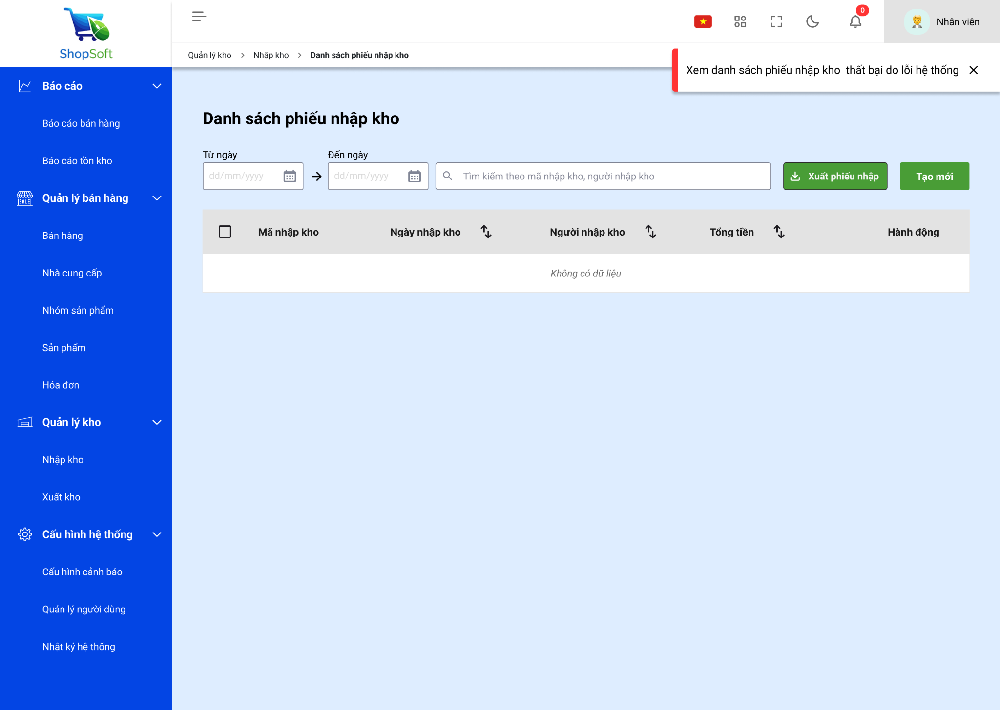 ShopSoft
0
Nhân viên
Quản lý kho > Nhập kho > Danh sách phiếu nhập kho
Xem danh sách phiếu nhập kho  thất bại do lỗi hệ thống
Báo cáo
Báo cáo bán hàng
Báo cáo tồn kho
SALE Quản lý bán hàng
Bán hàng
Nhà cung cấp
Nhóm sản phẩm
Sản phẩm
Hóa đơn
Quản lý kho
Nhập kho
Xuất kho
Cấu hình hệ thống
Cấu hình cảnh báo
Quản lý người dùng
Nhật ký hệ thống
Danh sách phiếu nhập kho
Từ ngày
Đến ngày
dd/mm/yyyy
dd/mm/yyyy
Tìm kiếm theo mã nhập kho, người nhập kho
Xuất phiếu nhập
Tạo mới
Mã nhập kho Ngày nhập kho Người nhập kho Tổng tiền Hành động
Không có dữ liệu